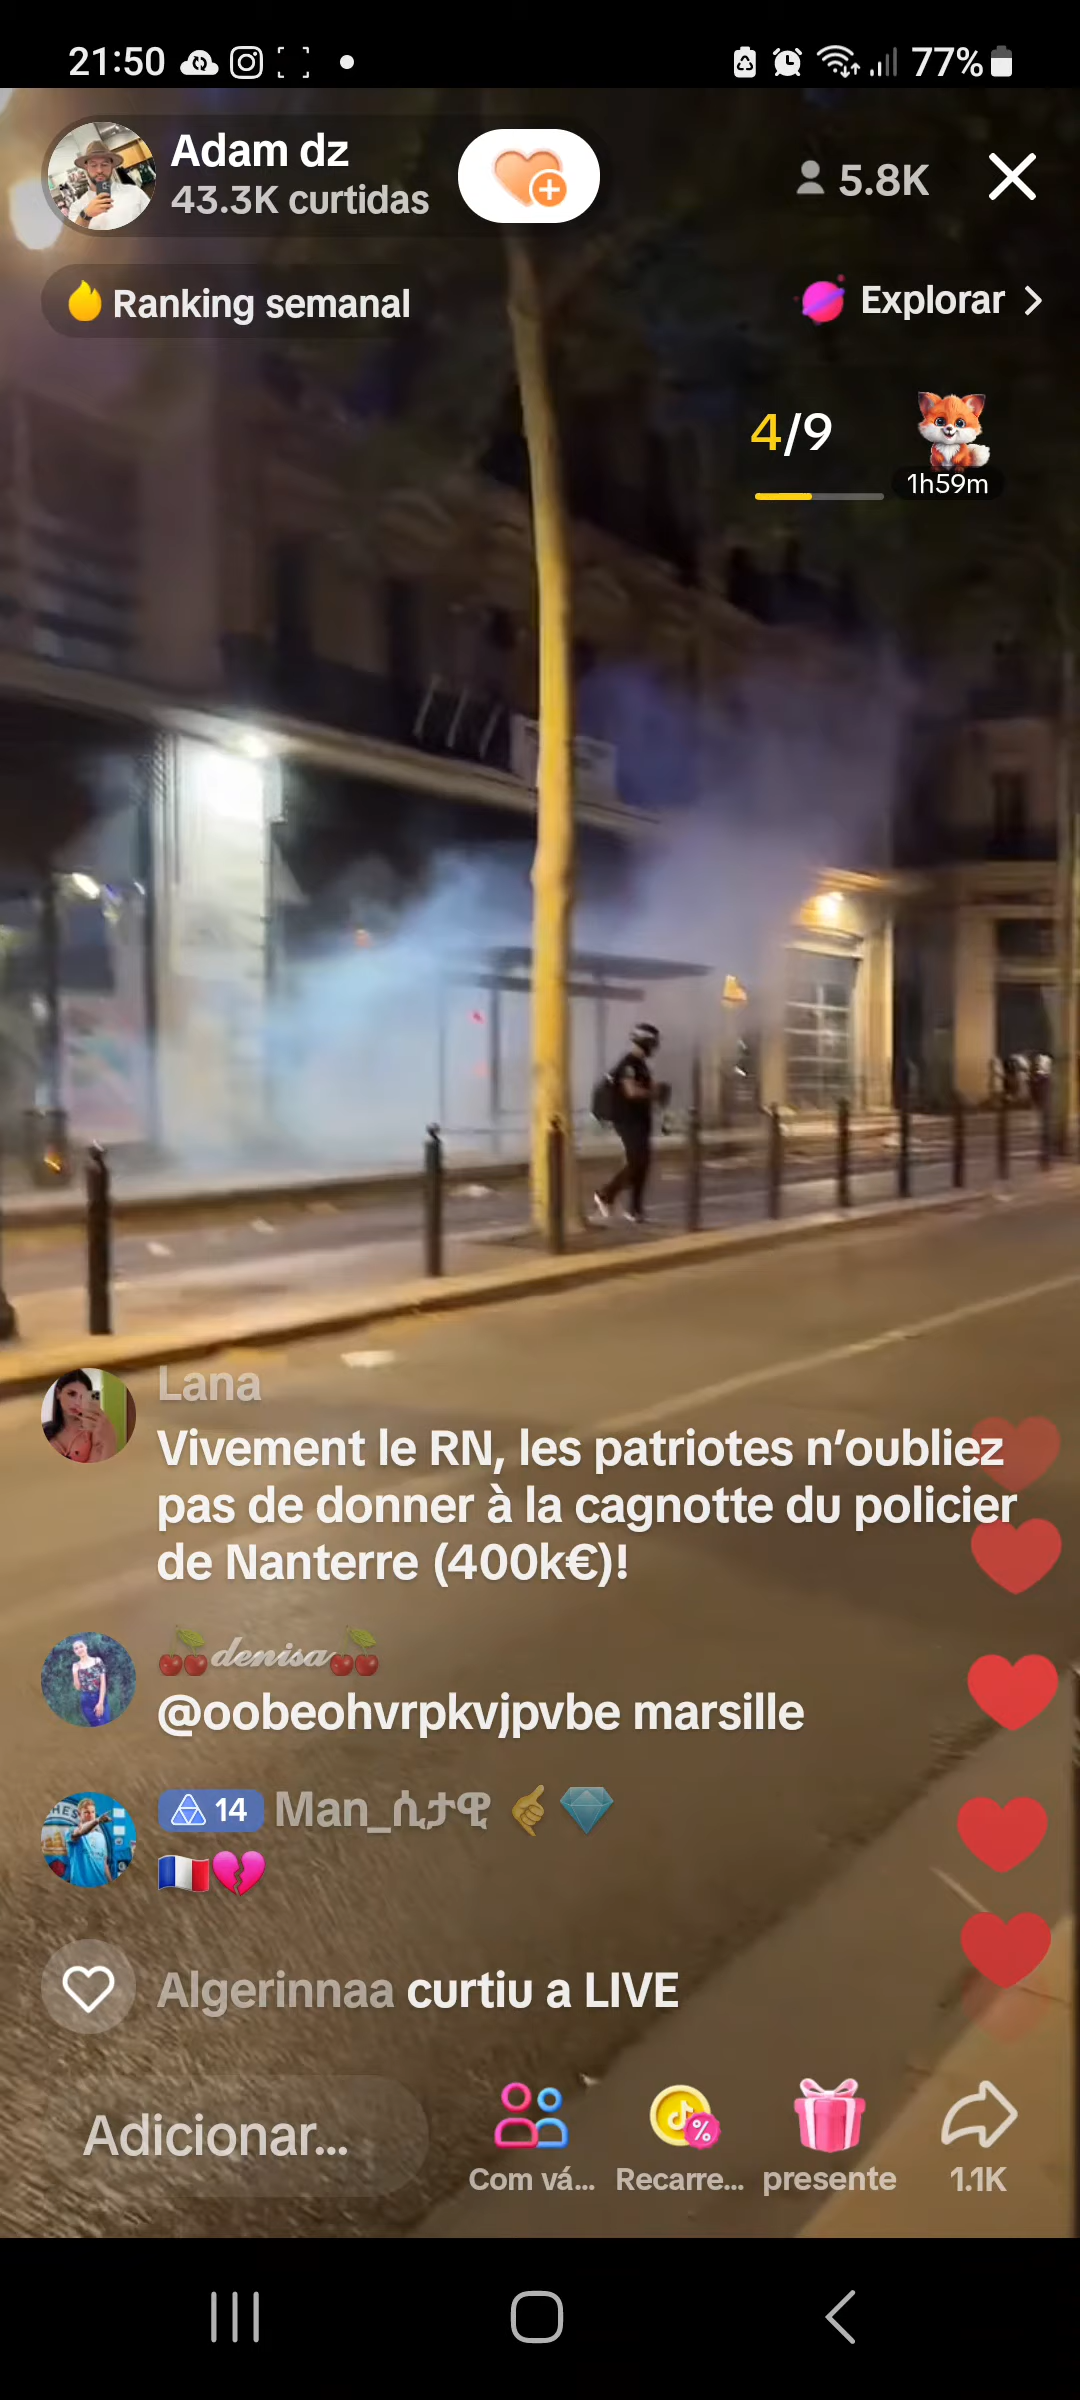 21:50
77%
Adam dz
43.3K curtidas
5.8K
Ranking semanal
Explorar
4/9
1h59m
Lana
Vivement le RN, les patriotes n’oubliez
pas de donner à la cagnotte du policier
de Nanterre (400k€)!
🍒denisa🍒
@oobeohvrpkvjpvbe marsille
14 Man_ሲታዊ 🤙💎
🇫🇷💔
Algerinnaa curtiu a LIVE
Adicionar...
Com vá... Recarre... presente 1.1K